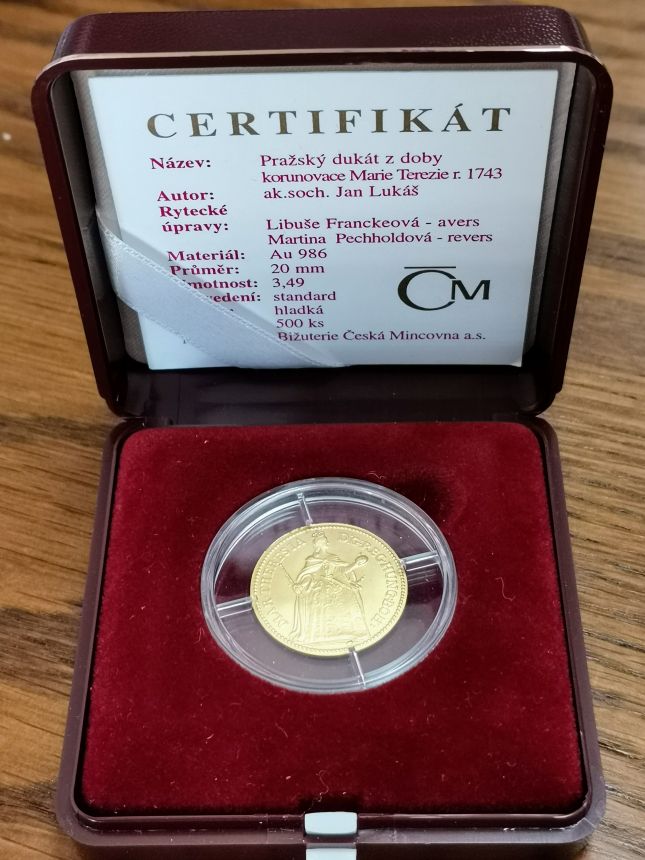 CERTIFIKÁT
Název: Pražský dukát z doby
korunovace Marie Terezie r. 1743
Autor: ak.soch. Jan Lukáš
Rytecké
úpravy: Libuše Franckeová - avers
Martina Pechholdová - revers
Materiál: Au 986
Průměr: 20 mm
motnost: 3,49
edení: standard
hladká
500 ks
Bižuterie Česká Mincovna a.s.
ČM